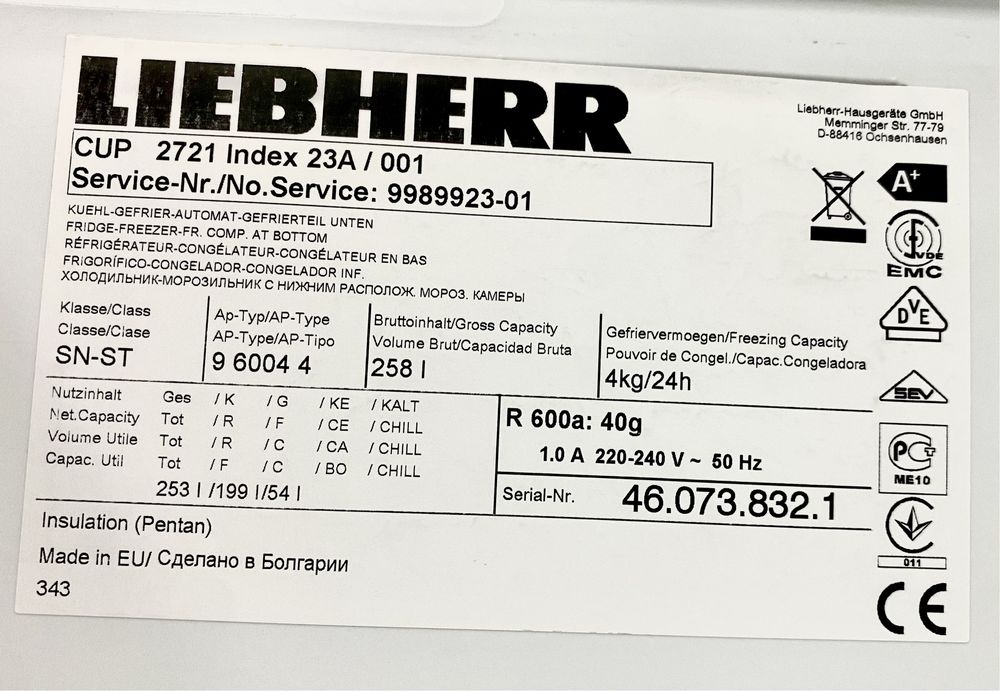 LIEBHERR
Liebherr-Hausgeräte GmbH
Memminger Str. 77-79
D-88416 Ochsenhausen
CUP 2721 Index 23A / 001
Service-Nr./No.Service: 9989923-01
A+
KUEHL-GEFRIER-AUTOMAT-GEFRIERTEIL UNTEN
FRIDGE-FREEZER-FR. COMP. AT BOTTOM
RÉFRIGÉRATEUR-CONGÉLATEUR-CONGÉLATEUR EN BAS
FRIGORÍFICO-CONGELADOR-CONGELADOR INF.
ХОЛОДИЛЬНИК-МОРОЗИЛЬНИК С НИЖНИМ РАСПОЛОЖ. МОРОЗ. КАМЕРЫ
VDE
EMC
Klasse/Class
Classe/Clase
SN-ST
Ap-Typ/AP-Type
AP-Type/AP-Tipo
9 6004 4
Bruttoinhalt/Gross Capacity
Volume Brut/Capacidad Bruta
258 l
Gefriervermoegen/Freezing Capacity
Pouvoir de Congel./Capac.Congeladora
4kg/24h
DVE
SEV
Nutzinhalt Ges / K / G / KE / KALT
Net.Capacity Tot / R / F / CE / CHILL
Volume Utile Tot / R / C / CA / CHILL
Capac. Util Tot / F / C / BO / CHILL
253 l /199 l/54 l
R 600a: 40g
1.0 A 220-240 V ~ 50 Hz
Serial-Nr. 46.073.832.1
ME10
011
CE
Insulation (Pentan)
Made in EU/ Сделано в Болгарии
343